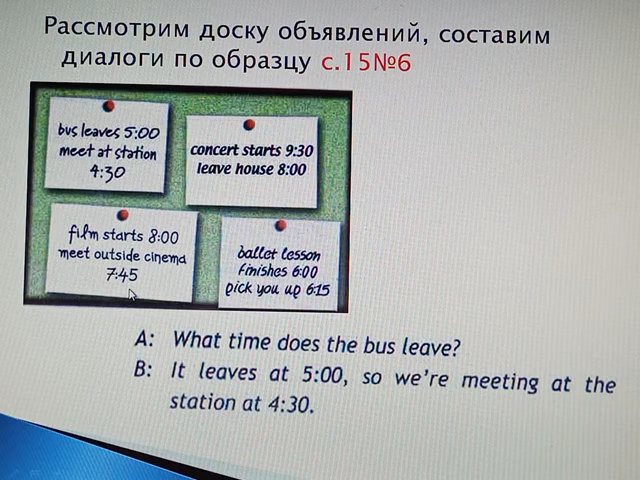 Рассмотрим доску объявлений, составим
диалоги по образцу с.15№6
bus leaves 5:00
meet at station
4:30
concert starts 9:30
leave house 8:00
film starts 8:00
meet outside cinema
7:45
ballet lesson
finishes 6:00
pick you up 6:15
A: What time does the bus leave?
B: It leaves at 5:00, so we're meeting at the
station at 4:30.